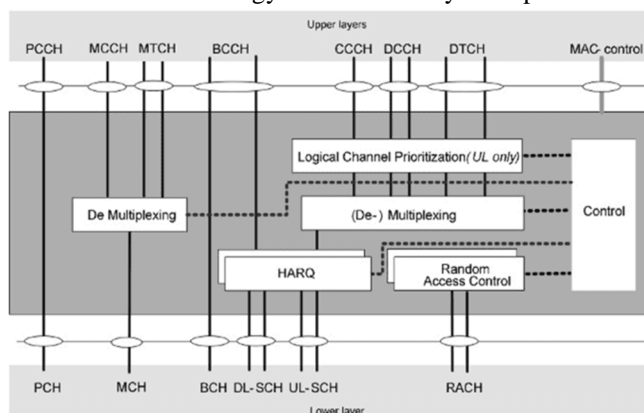 Upper layers
PCCH MCCH MTCH BCCH CCCH DCCH DTCH MAC- control
Logical Channel Prioritization(UL only)
De Multiplexing
(De-) Multiplexing
Control
HARQ
Random
Access Control
PCH MCH BCH DL-SCH UL-SCH RACH
Lower layer